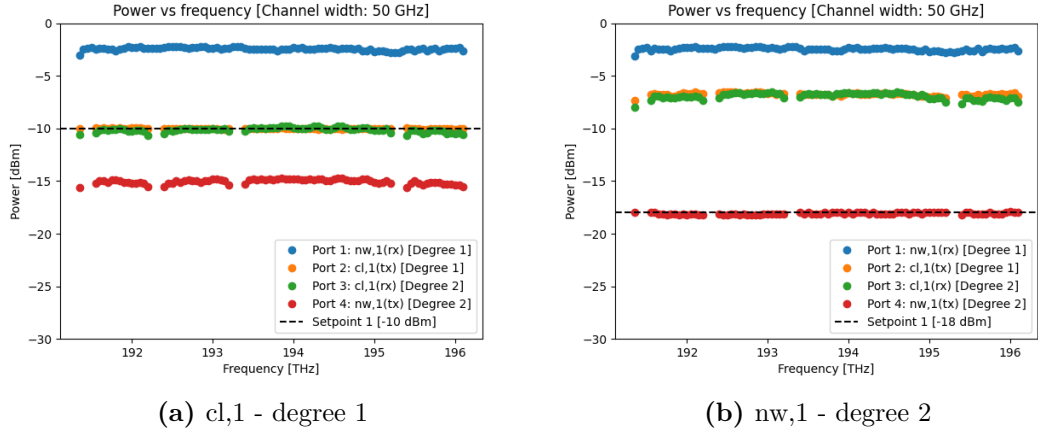 Power vs frequency [Channel width: 50 GHz]
0
−5
−10
−15
−20
−25
−30
Power [dBm]
Port 1: nw,1(rx) [Degree 1]
Port 2: cl,1(tx) [Degree 1]
Port 3: cl,1(rx) [Degree 2]
Port 4: nw,1(tx) [Degree 2]
Setpoint 1 [-10 dBm]
192 193 194 195 196
Frequency [THz]
(a) cl,1 - degree 1
Power vs frequency [Channel width: 50 GHz]
0
−5
−10
−15
−20
−25
−30
Power [dBm]
Port 1: nw,1(rx) [Degree 1]
Port 2: cl,1(tx) [Degree 1]
Port 3: cl,1(rx) [Degree 2]
Port 4: nw,1(tx) [Degree 2]
Setpoint 1 [-18 dBm]
192 193 194 195 196
Frequency [THz]
(b) nw,1 - degree 2